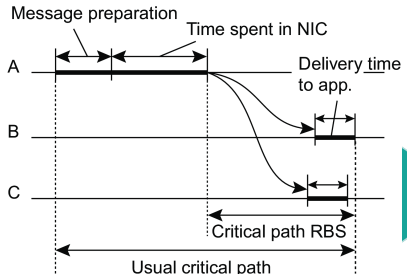 Message preparation
Time spent in NIC
A
Delivery time
to app.
B
C
Critical path RBS
Usual critical path